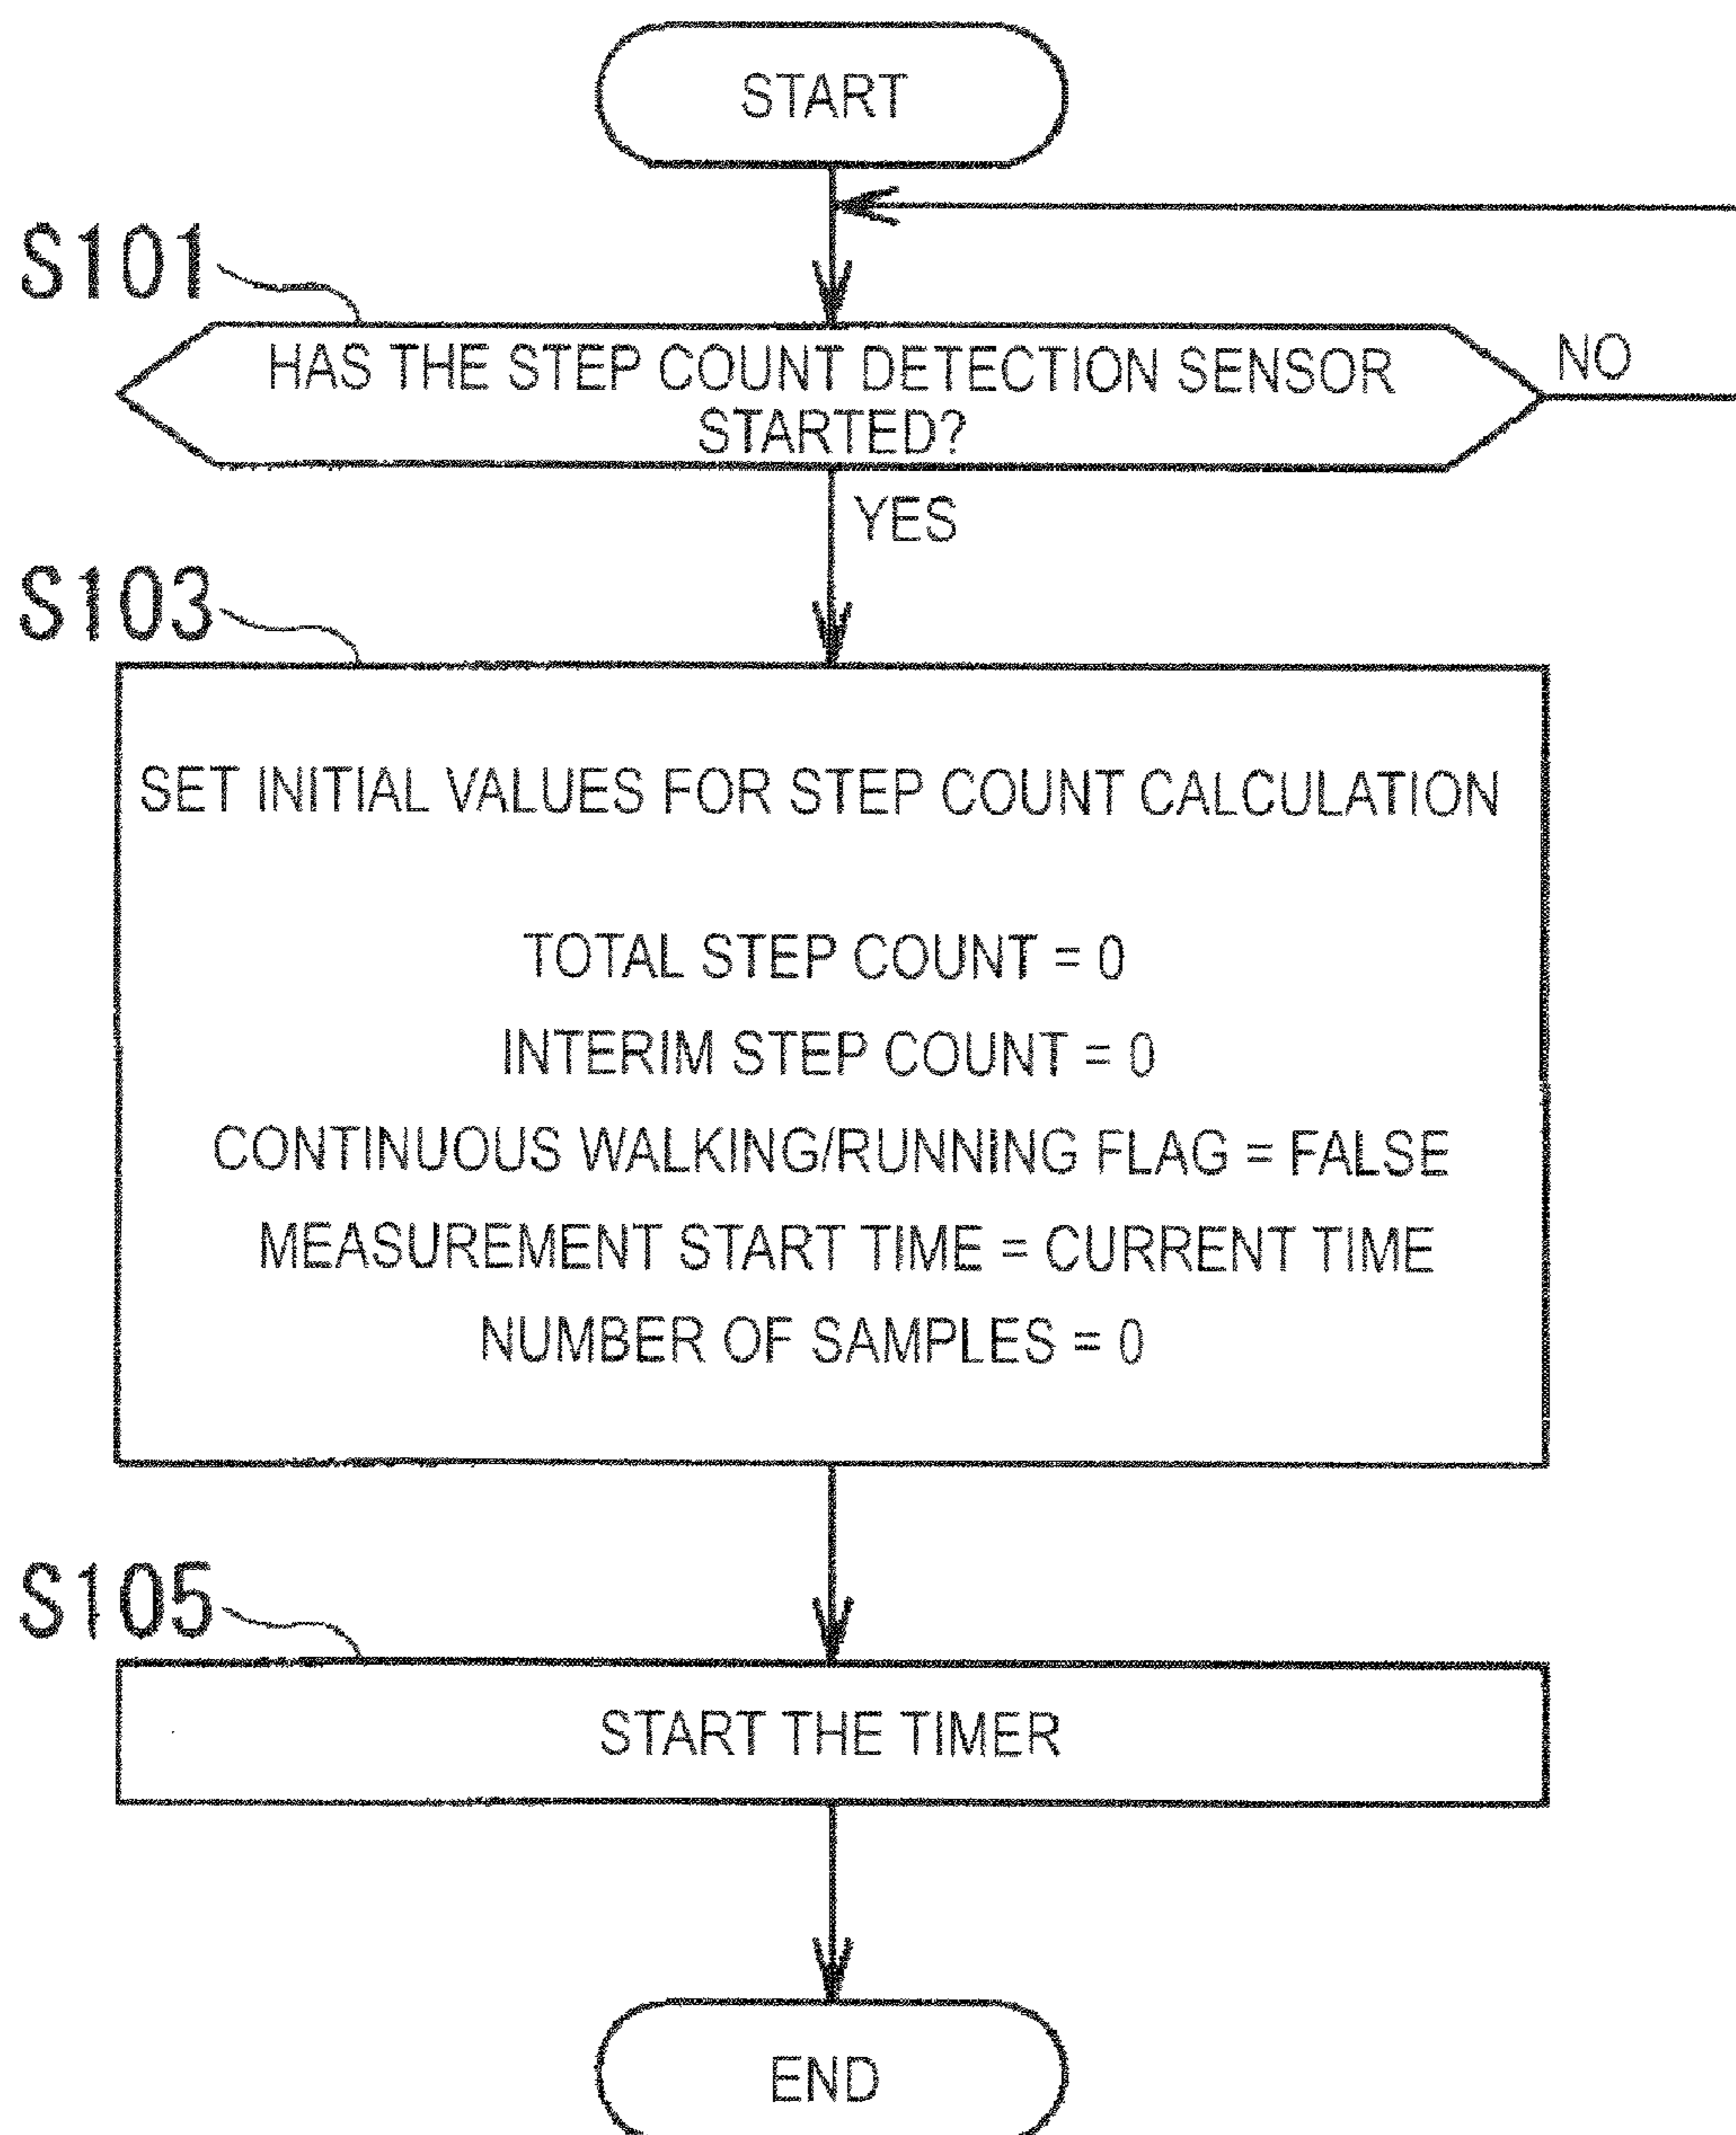 START
S101
HAS THE STEP COUNT DETECTION SENSOR
STARTED?
NO
YES
S103
SET INITIAL VALUES FOR STEP COUNT CALCULATION
TOTAL STEP COUNT = 0
INTERIM STEP COUNT = 0
CONTINUOUS WALKING/RUNNING FLAG = FALSE
MEASUREMENT START TIME = CURRENT TIME
NUMBER OF SAMPLES = 0
S105
START THE TIMER
END